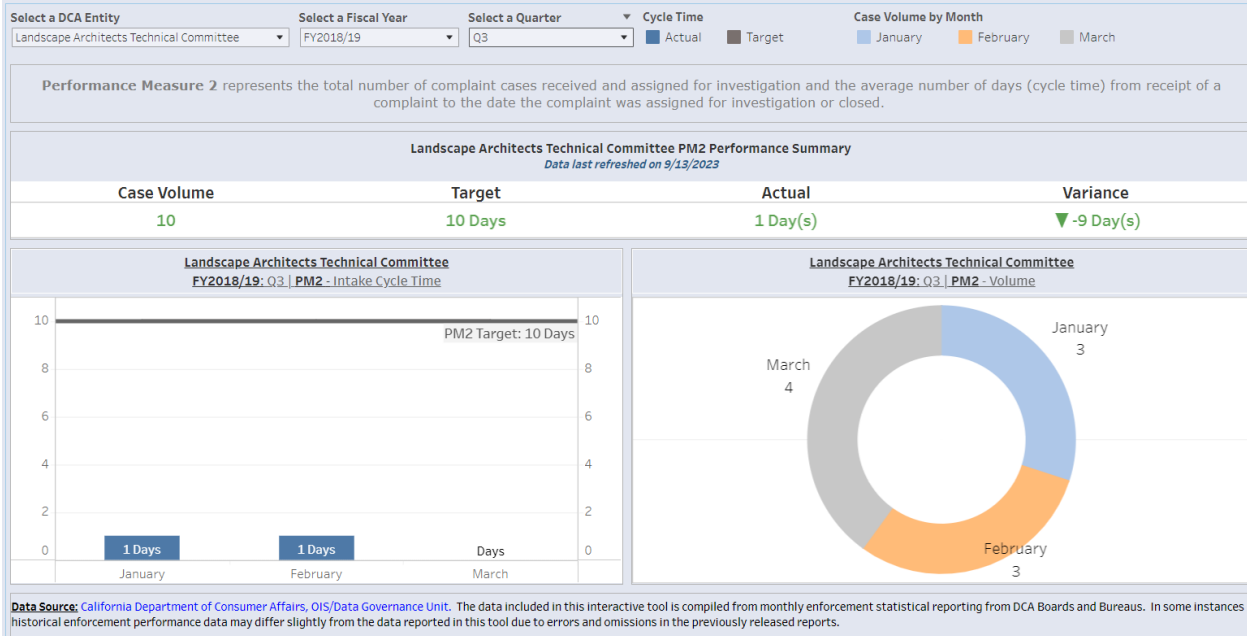 Select a DCA Entity
Landscape Architects Technical Committee
Select a Fiscal Year
FY2018/19
Select a Quarter
Q3
Cycle Time
Actual
Target
Case Volume by Month
January
February
March
Performance Measure 2 represents the total number of complaint cases received and assigned for investigation and the average number of days (cycle time) from receipt of a
complaint to the date the complaint was assigned for investigation or closed.
Landscape Architects Technical Committee PM2 Performance Summary
Data last refreshed on 9/13/2023
Case Volume
Target
Actual
Variance
10
10 Days
1 Day(s)
▼ -9 Day(s)
Landscape Architects Technical Committee
FY2018/19: Q3 | PM2 - Intake Cycle Time
10
8
6
4
2
0
PM2 Target: 10 Days
10
8
6
4
2
0
1 Days
1 Days
Days
January
February
March
Landscape Architects Technical Committee
FY2018/19: Q3 | PM2 - Volume
January
3
March
4
February
3
Data Source: California Department of Consumer Affairs, OIS/Data Governance Unit. The data included in this interactive tool is compiled from monthly enforcement statistical reporting from DCA Boards and Bureaus. In some instances
historical enforcement performance data may differ slightly from the data reported in this tool due to errors and omissions in the previously released reports.